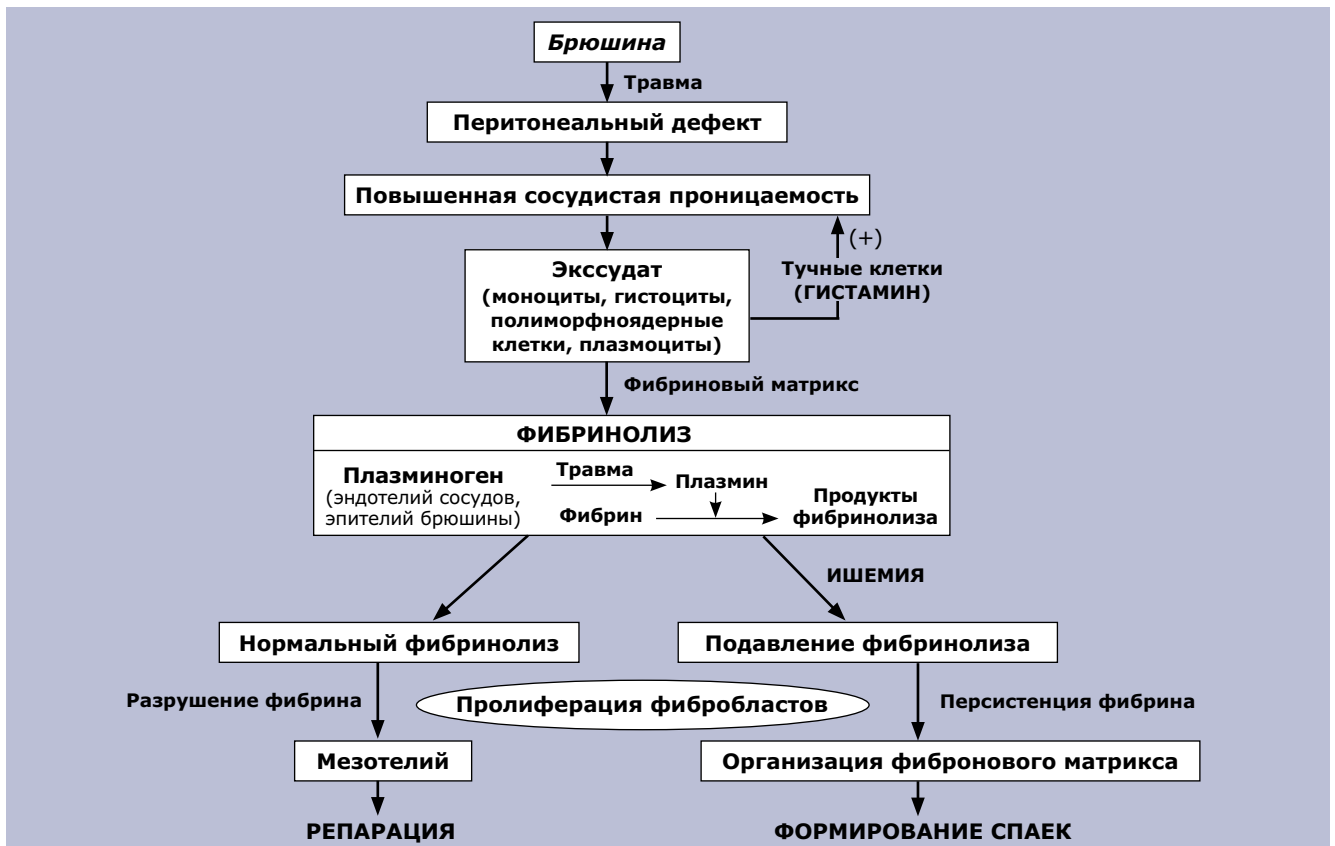 Брюшина
Травма
Перитонеальный дефект
Повышенная сосудистая проницаемость
(+)
Тучные клетки
(ГИСТАМИН)
Экссудат
(моноциты, гистоциты,
полиморфноядерные
клетки, плазмоциты)
Фибриновый матрикс
ФИБРИНОЛИЗ
Плазминоген
(эндотелий сосудов,
эпителий брюшины)
Травма
Плазмин
Фибрин
Продукты
фибринолиза
ИШЕМИЯ
Нормальный фибринолиз
Подавление фибринолиза
Разрушение фибрина
Пролиферация фибробластов
Персистенция фибрина
Мезотелий
Организация фибронового матрикса
РЕПАРАЦИЯ
ФОРМИРОВАНИЕ СПАЕК